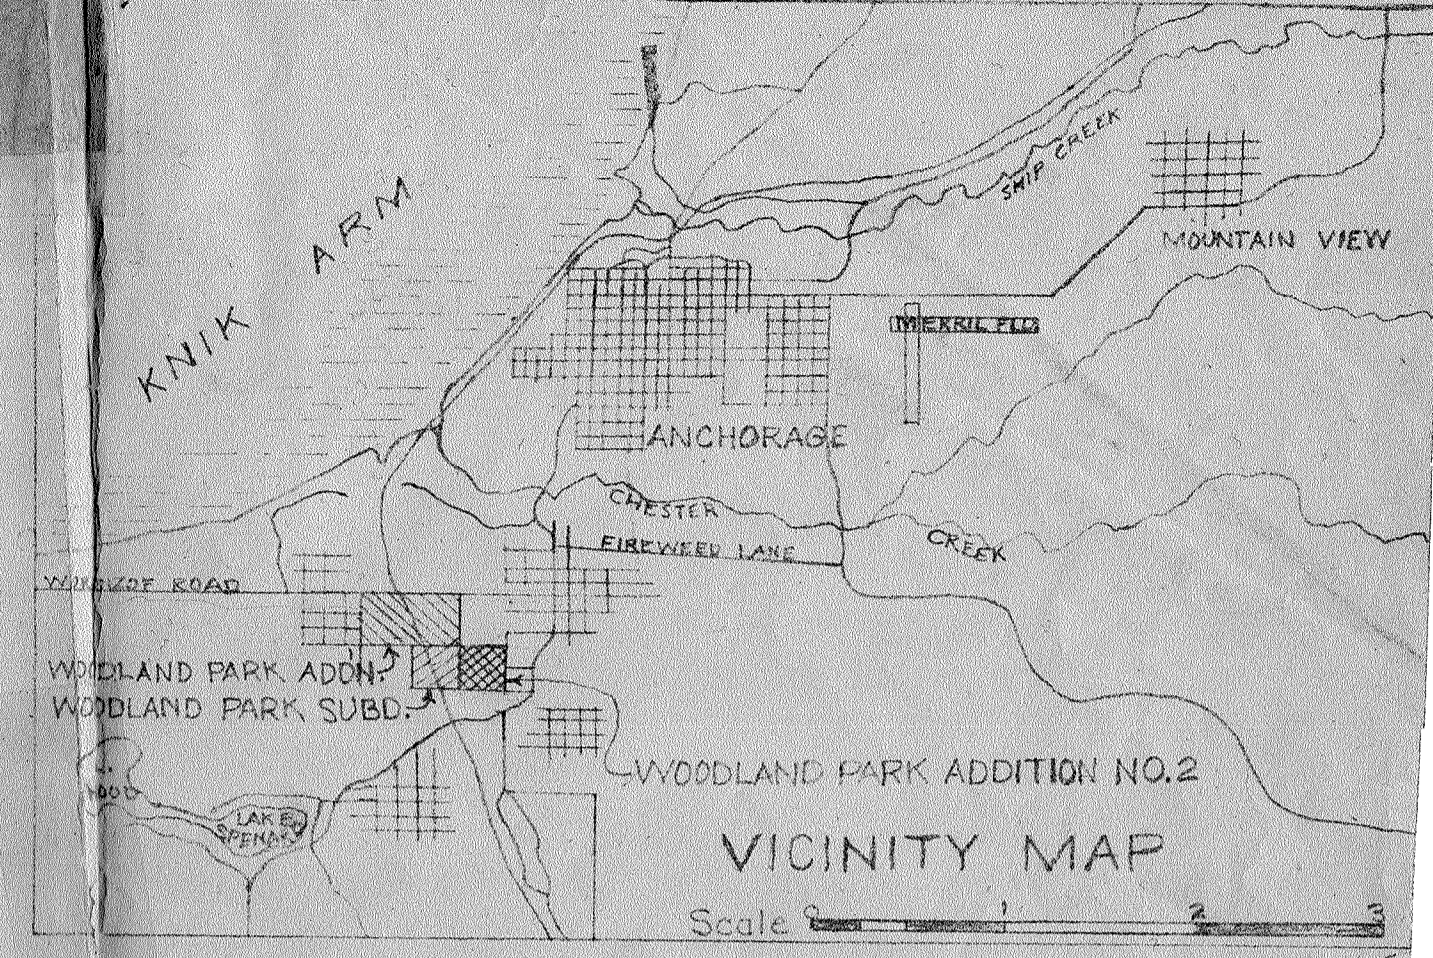 KNIK ARM
SHIP CREEK
MOUNTAIN VIEW
MERRIL FLD
ANCHORAGE
CHESTER CREEK
FIREWEED LANE
ROAD
WOODLAND PARK ADDN.
WOODLAND PARK SUBD.
WOODLAND PARK ADDITION NO. 2
LAKE
SPENARD
VICINITY MAP
Scale 0 1 2 3